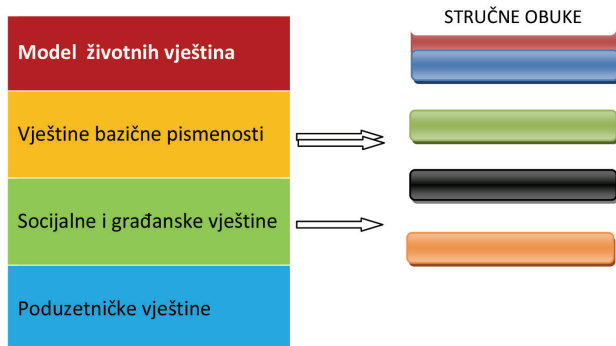 STRUČNE OBUKE
Model životnih vještina
Vještine bazične pismenosti
Socijalne i građanske vještine
Poduzetničke vještine